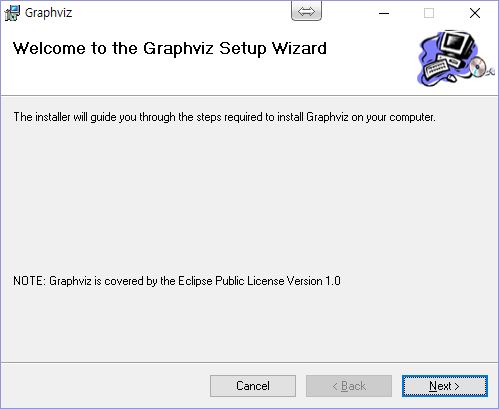 Graphviz
Welcome to the Graphviz Setup Wizard
The installer will guide you through the steps required to install Graphviz on your computer.
NOTE: Graphviz is covered by the Eclipse Public License Version 1.0
Cancel
< Back
Next >